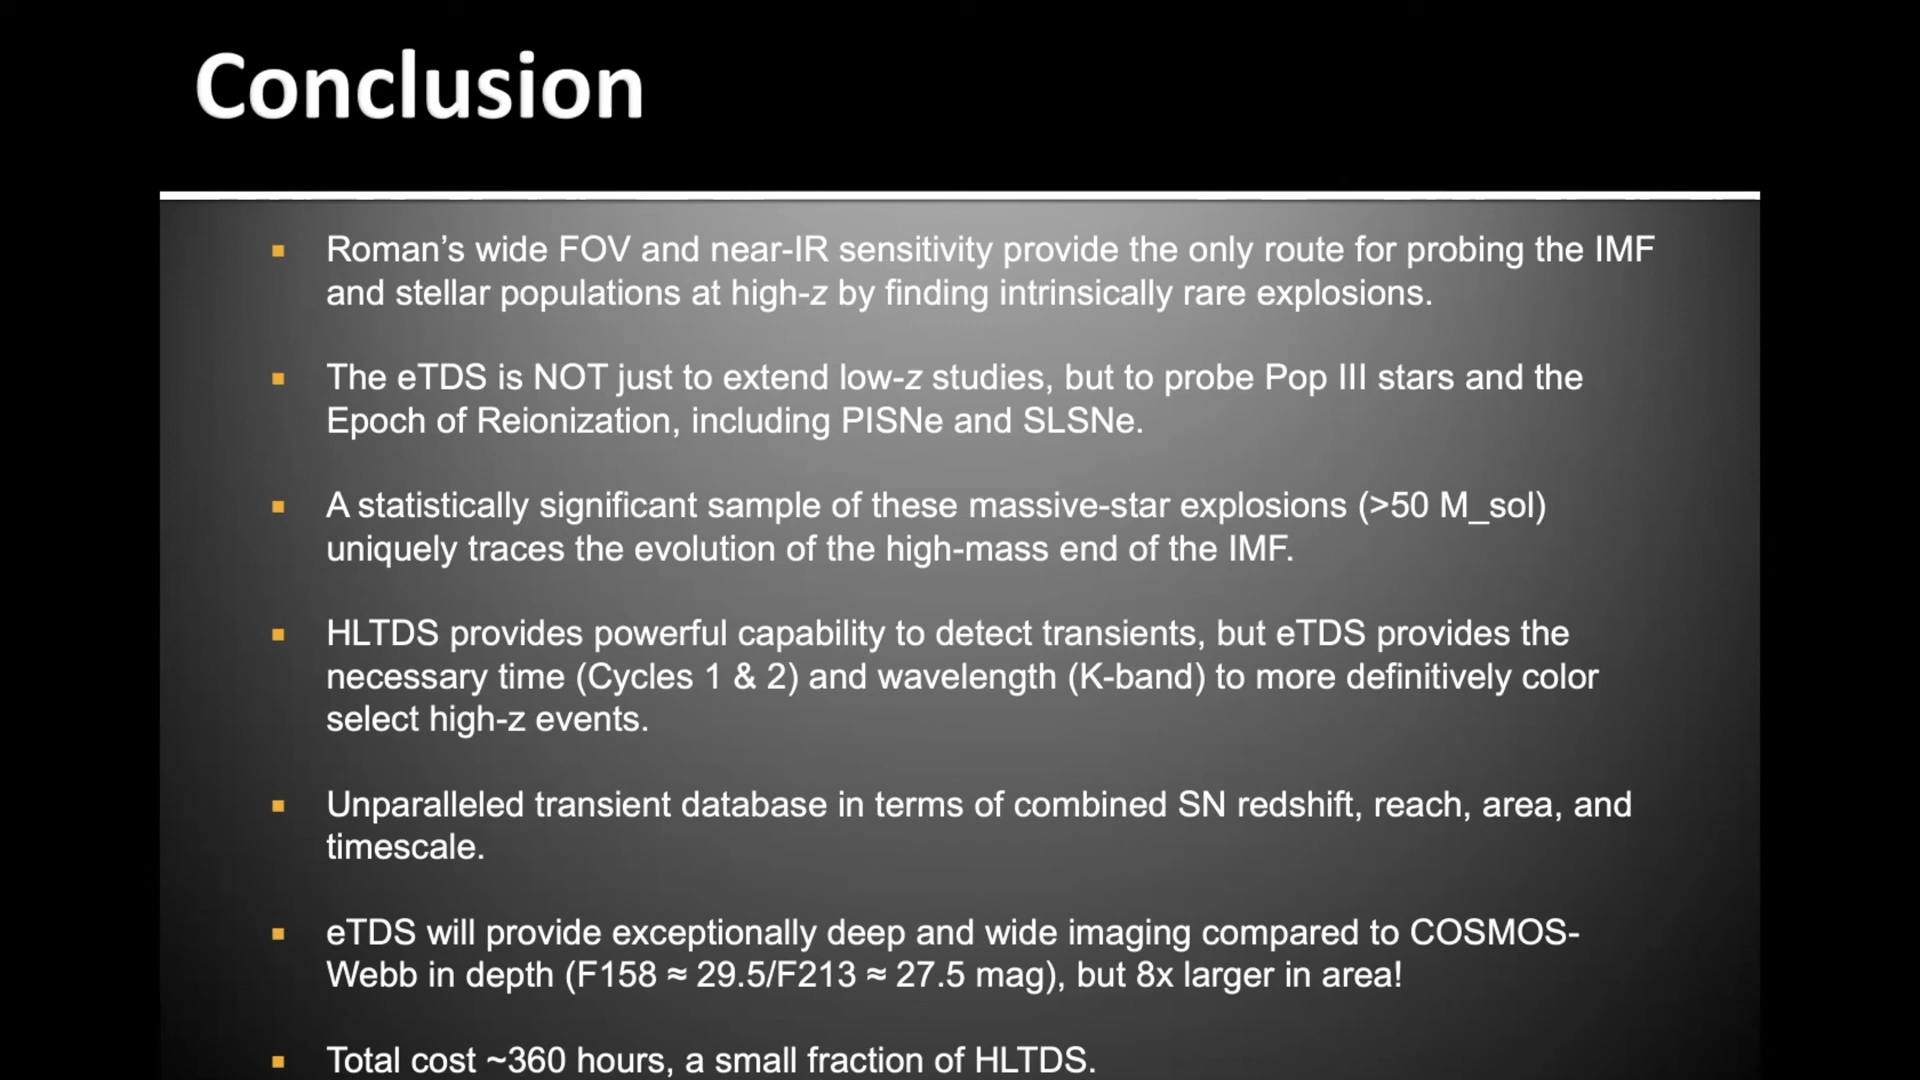 Conclusion
▪ Roman’s wide FOV and near-IR sensitivity provide the only route for probing the IMF
and stellar populations at high-z by finding intrinsically rare explosions.
▪ The eTDS is NOT just to extend low-z studies, but to probe Pop III stars and the
Epoch of Reionization, including PISNe and SLSNe.
▪ A statistically significant sample of these massive-star explosions (>50 M_sol)
uniquely traces the evolution of the high-mass end of the IMF.
▪ HLTDS provides powerful capability to detect transients, but eTDS provides the
necessary time (Cycles 1 & 2) and wavelength (K-band) to more definitively color
select high-z events.
▪ Unparalleled transient database in terms of combined SN redshift, reach, area, and
timescale.
▪ eTDS will provide exceptionally deep and wide imaging compared to COSMOS-
Webb in depth (F158 ≈ 29.5/F213 ≈ 27.5 mag), but 8x larger in area!
▪ Total cost ~360 hours, a small fraction of HLTDS.